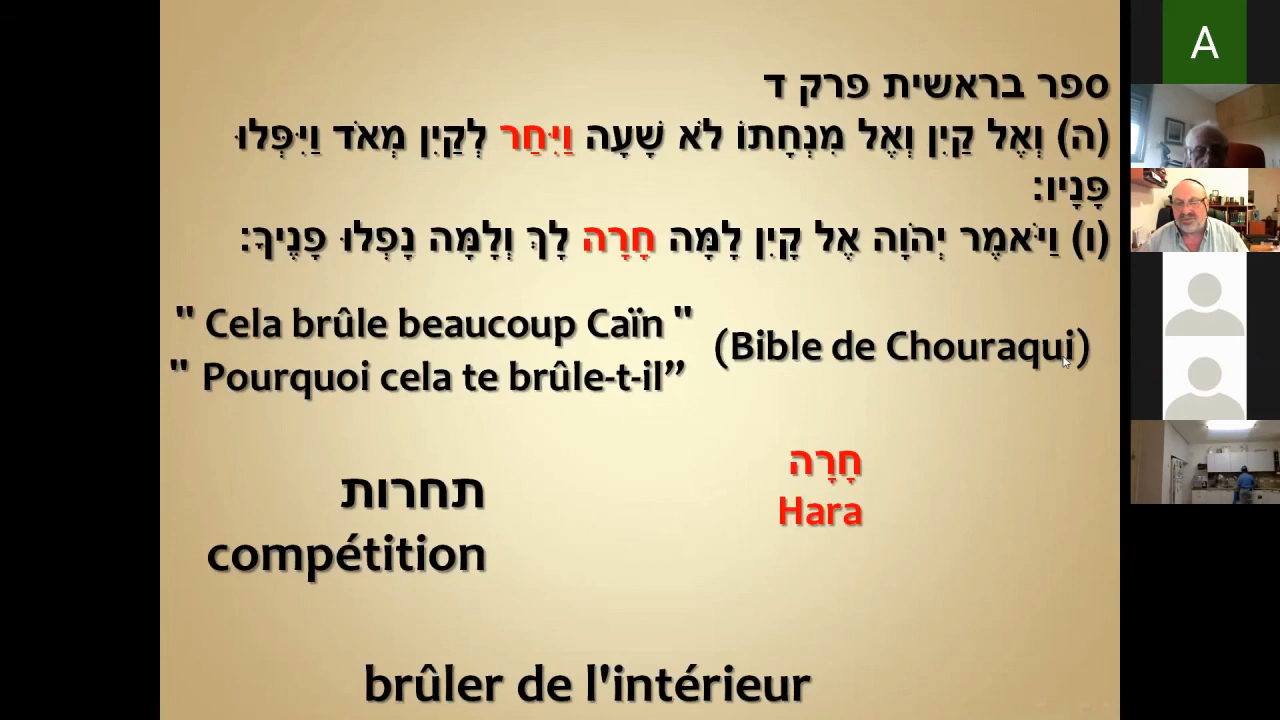 ספר בראשית פרק ד
(ה) וְאֶל קַיִן וְאֶל מִנְחָתוֹ לֹא שָׁעָה וַיִּחַר לְקַיִן מְאֹד וַיִּפְּלוּ
פָּנָיו:
(ו) וַיֹּאמֶר יְהֹוָה אֶל קָיִן לָמָּה חָרָה לָךְ וְלָמָּה נָפְלוּ פָנֶיךָ:
" Cela brûle beaucoup Caïn "
" Pourquoi cela te brûle-t-il”
(Bible de Chouraqui)
חָרָה
Hara
תחרות
compétition
brûler de l'intérieur
A